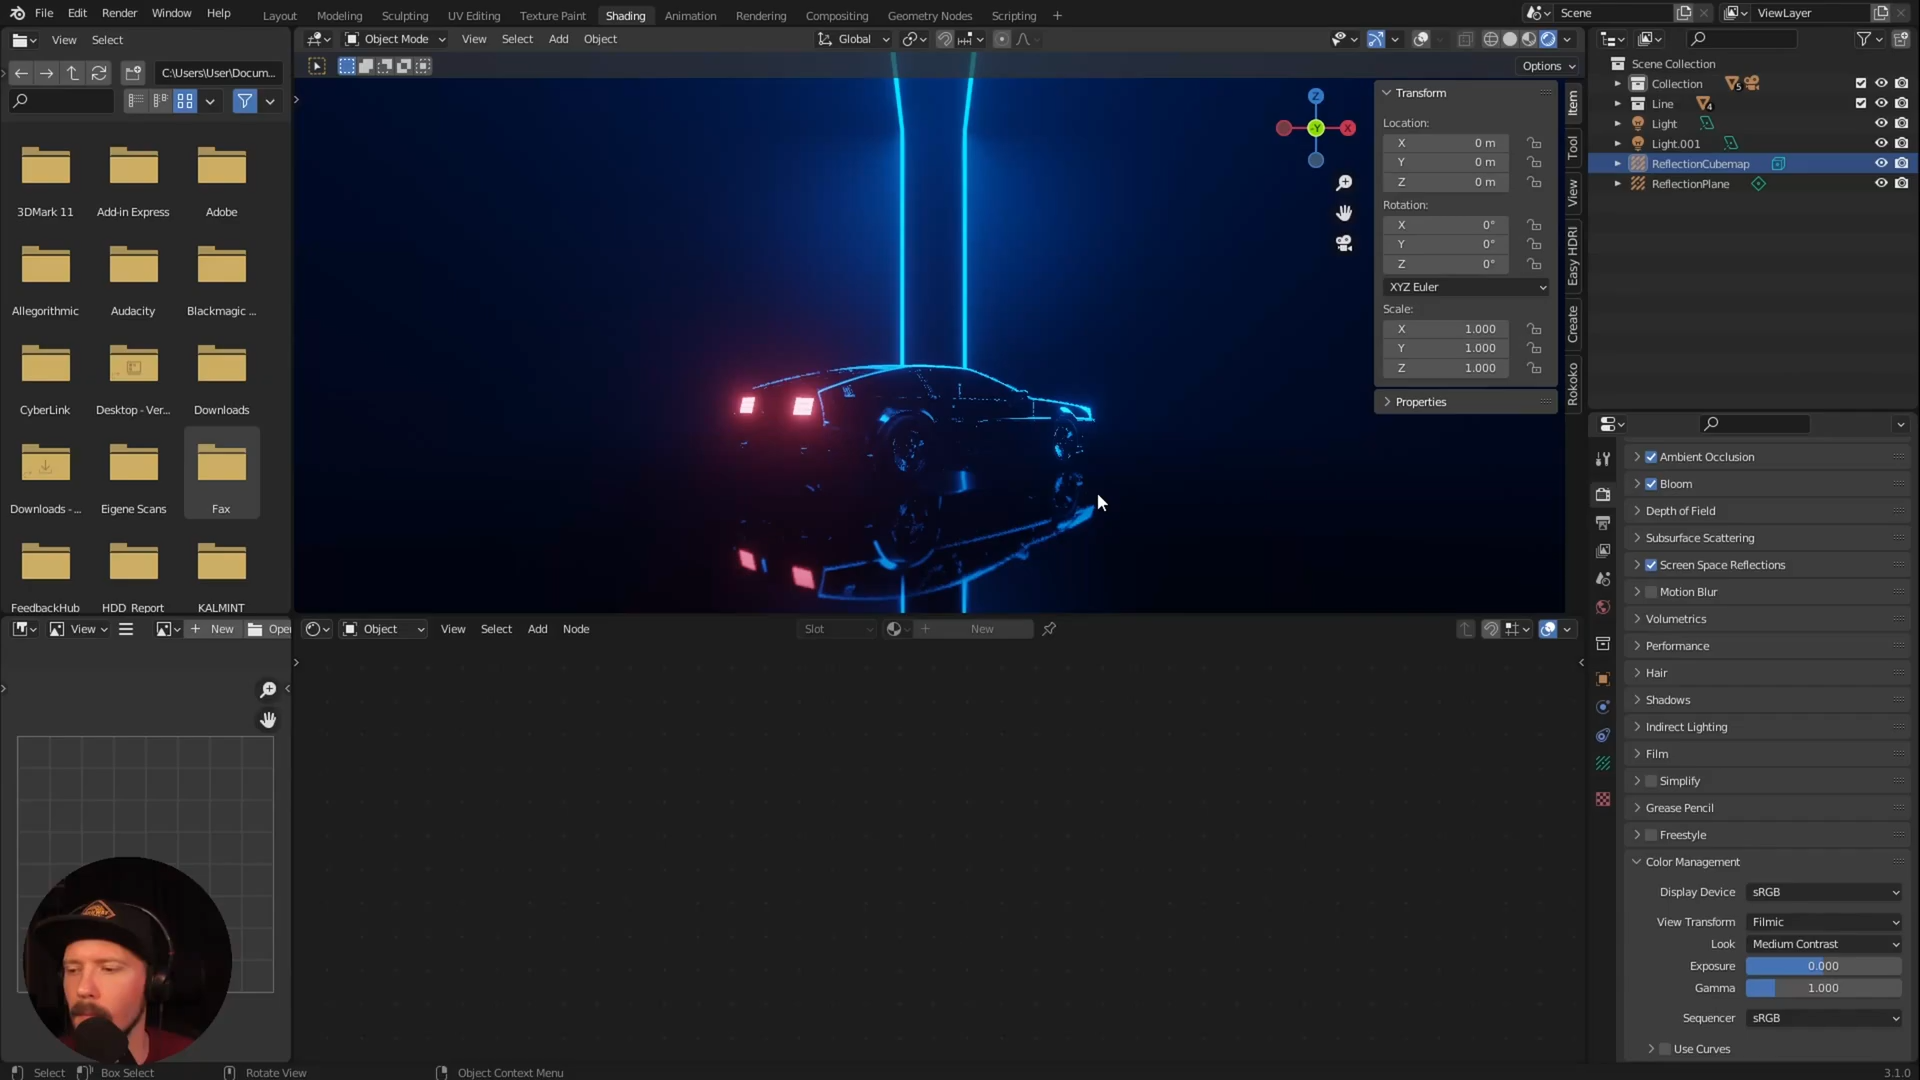 File Edit Render Window Help Layout Modeling Sculpting UV Editing Texture Paint Shading Animation Rendering Compositing Geometry Nodes Scripting + Scene ViewLayer
View Select Object Mode View Select Add Object Global
C:\Users\User\Docum... Options
3DMark 11 Add-in Express Adobe
Allegorithmic Audacity Blackmagic ...
CyberLink Desktop - Ver... Downloads
Downloads - ... Eigene Scans Fax
FeedbackHub HDD_Report KALMINT
Z
-Y
X
Transform
Location:
X 0 m
Y 0 m
Z 0 m
Rotation:
X 0°
Y 0°
Z 0°
XYZ Euler
Scale:
X 1.000
Y 1.000
Z 1.000
Properties
Item
Tool
View
Easy HDRI
Create
Rokoko
Scene Collection
Collection 5
Line 4
Light
Light.001
ReflectionCubemap
ReflectionPlane
Ambient Occlusion
Bloom
Depth of Field
Subsurface Scattering
Screen Space Reflections
Motion Blur
Volumetrics
Performance
Hair
Shadows
Indirect Lighting
Film
Simplify
Grease Pencil
Freestyle
Color Management
Display Device sRGB
View Transform Filmic
Look Medium Contrast
Exposure 0.000
Gamma 1.000
Sequencer sRGB
Use Curves
View + New Ope Object View Select Add Node Slot + New
Select Box Select Rotate View Object Context Menu 3.1.0